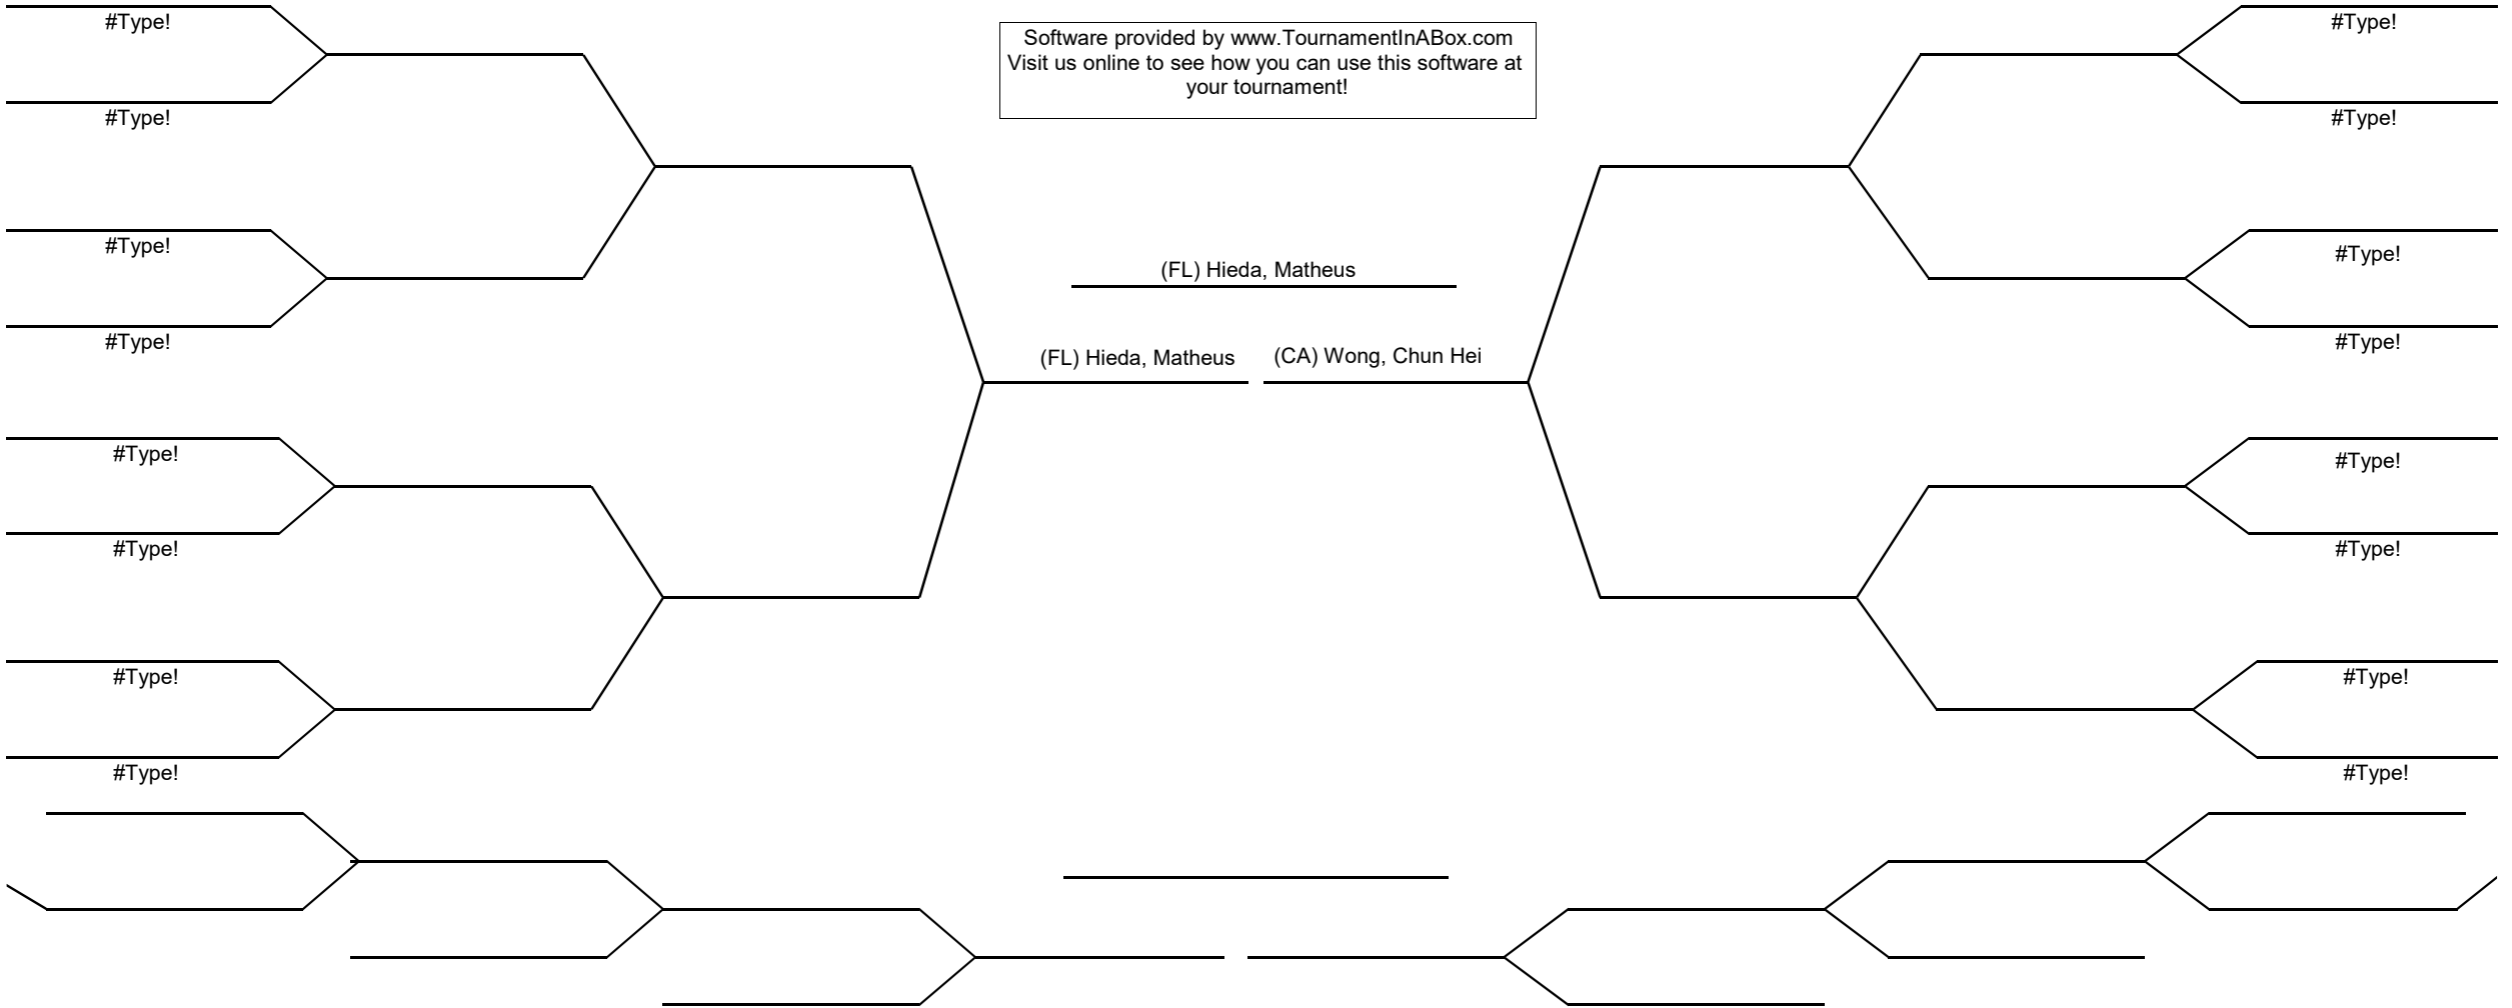 #Type!
#Type!
Software provided by www.TournamentInABox.com
Visit us online to see how you can use this software at
your tournament!
#Type!
#Type!
#Type!
#Type!
(FL) Hieda, Matheus
#Type!
#Type!
(FL) Hieda, Matheus
(CA) Wong, Chun Hei
#Type!
#Type!
#Type!
#Type!
#Type!
#Type!
#Type!
#Type!